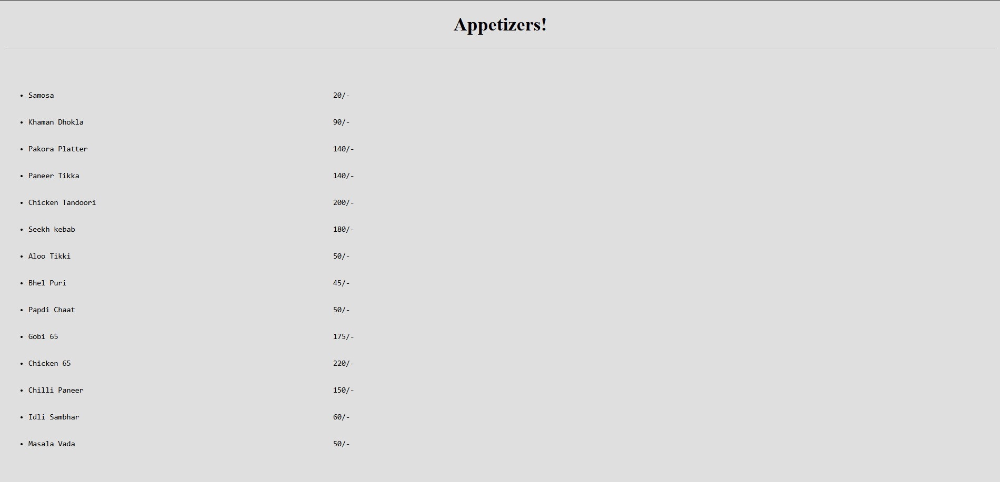 Appetizers!
• Samosa 20/-
• Khaman Dhokla 90/-
• Pakora Platter 140/-
• Paneer Tikka 140/-
• Chicken Tandoori 200/-
• Seekh kebab 180/-
• Aloo Tikki 50/-
• Bhel Puri 45/-
• Papdi Chaat 50/-
• Gobi 65 175/-
• Chicken 65 220/-
• Chilli Paneer 150/-
• Idli Sambhar 60/-
• Masala Vada 50/-